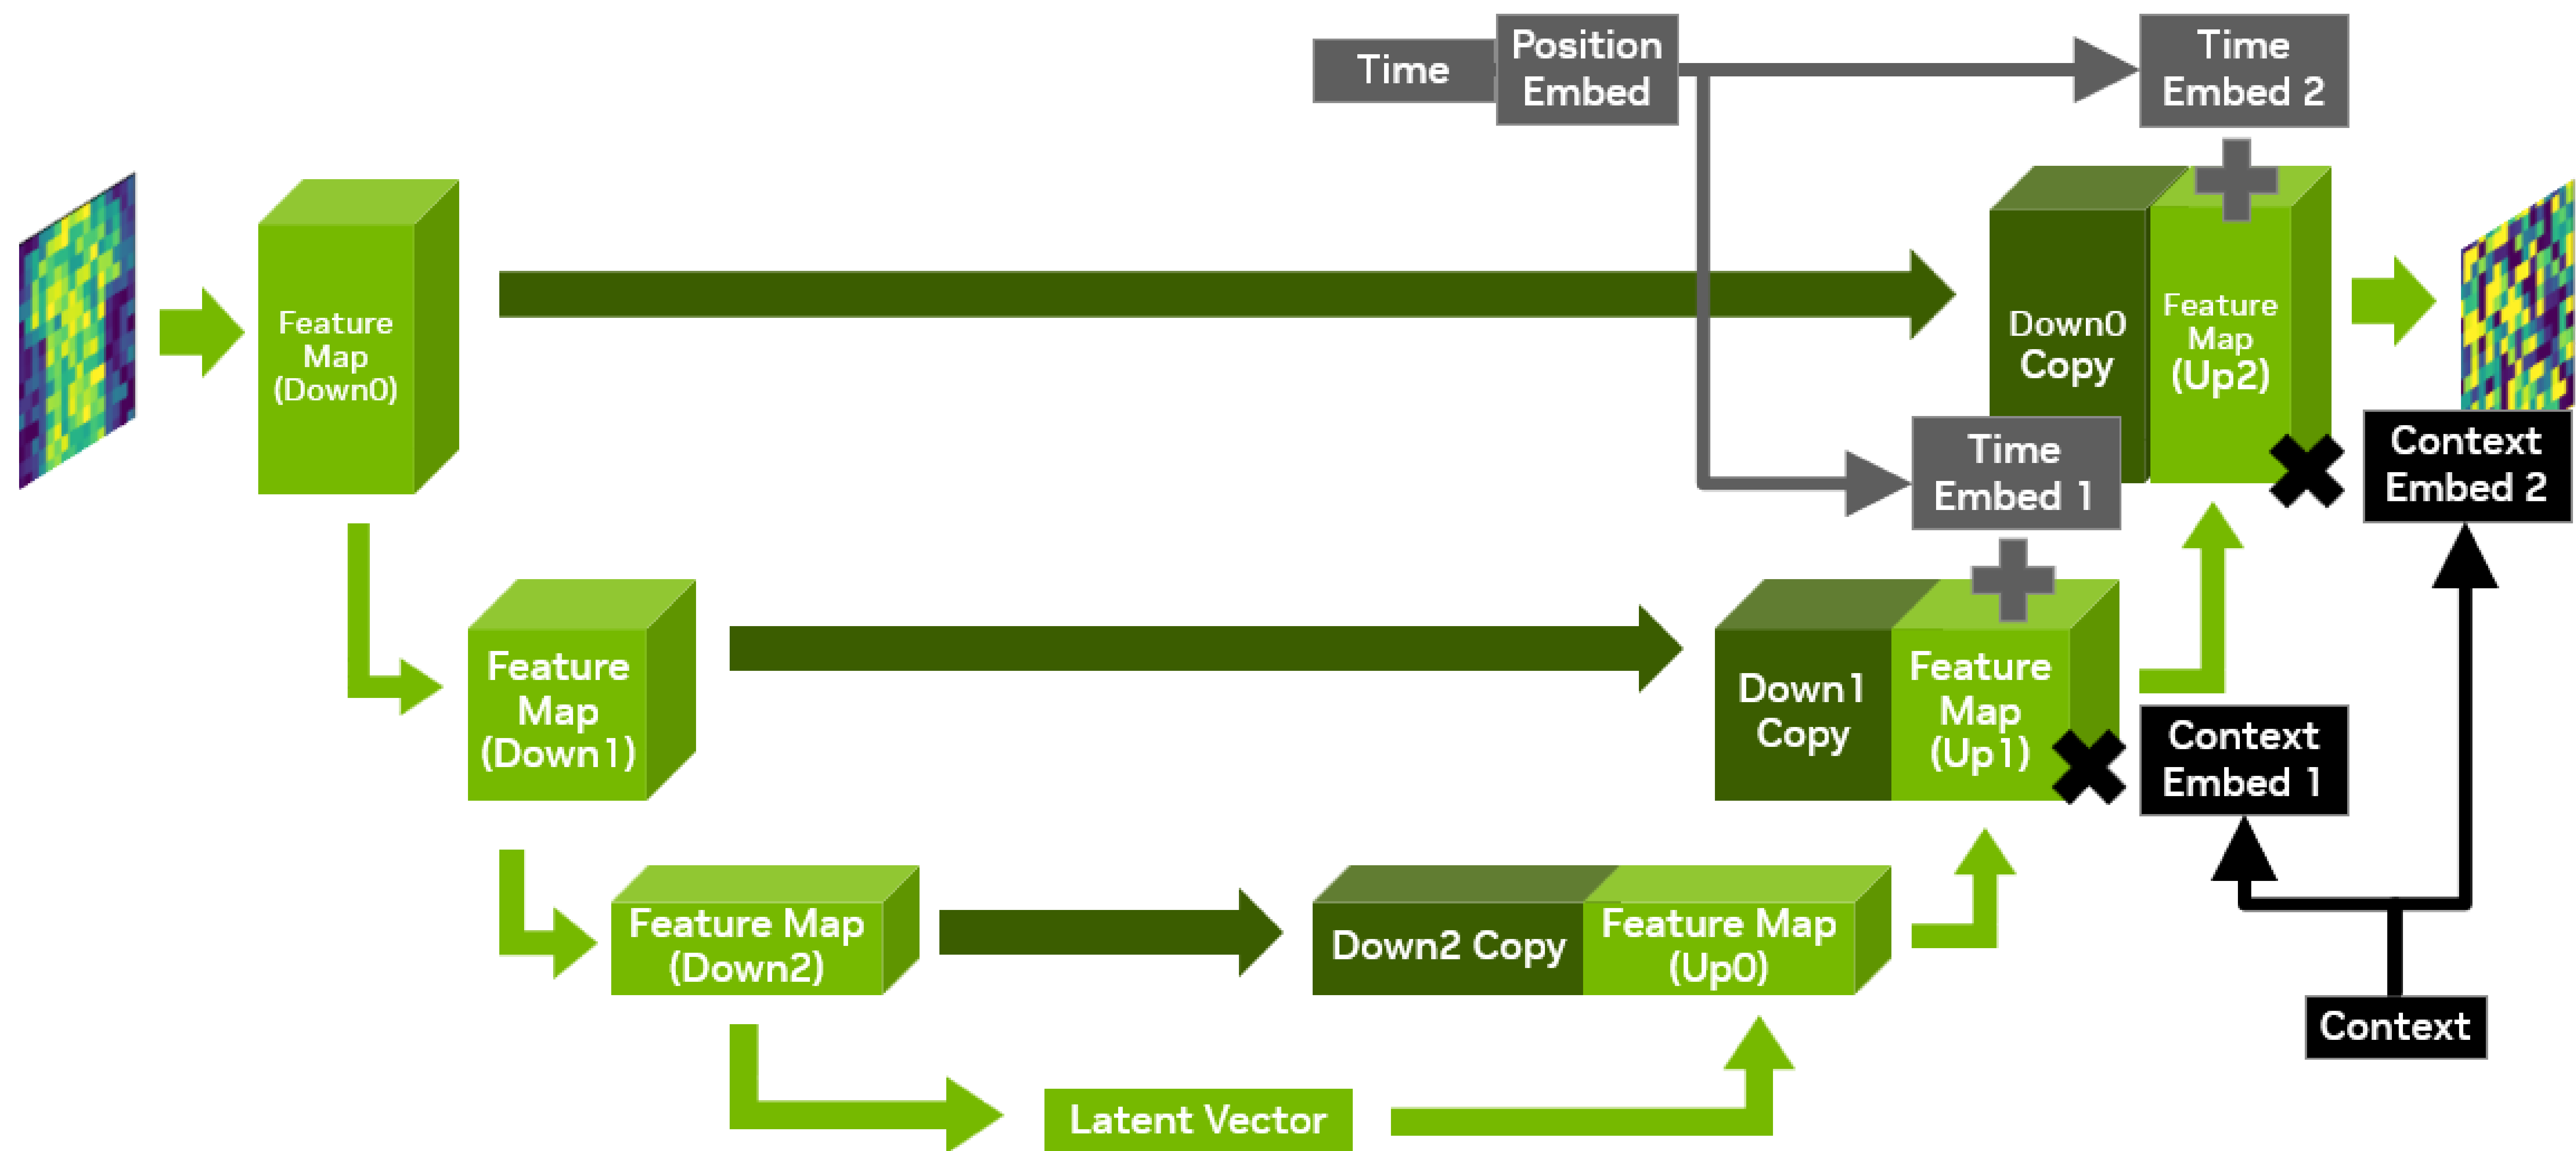 Time
Position
Embed
Time
Embed 2
Feature
Map
(Down0)
Down0
Copy
Feature
Map
(Up2)
Time
Embed 1
Context
Embed 2
Feature
Map
(Down1)
Down1
Copy
Feature
Map
(Up1)
Context
Embed 1
Feature Map
(Down2)
Down2 Copy
Feature Map
(Up0)
Context
Latent Vector